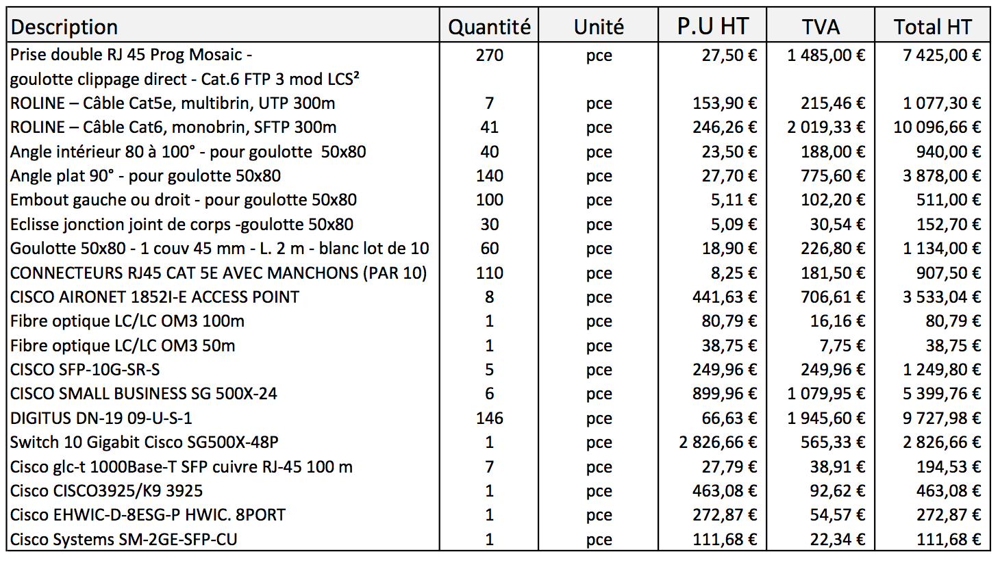 Description Quantité Unité P.U HT TVA Total HT
Prise double RJ 45 Prog Mosaic - 270 pce 27,50 € 1 485,00 € 7 425,00 €
goulotte clippage direct - Cat.6 FTP 3 mod LCS²
ROLINE – Câble Cat5e, multibrin, UTP 300m 7 pce 153,90 € 215,46 € 1 077,30 €
ROLINE – Câble Cat6, monobrin, SFTP 300m 41 pce 246,26 € 2 019,33 € 10 096,66 €
Angle intérieur 80 à 100° - pour goulotte 50x80 40 pce 23,50 € 188,00 € 940,00 €
Angle plat 90° - pour goulotte 50x80 140 pce 27,70 € 775,60 € 3 878,00 €
Embout gauche ou droit - pour goulotte 50x80 100 pce 5,11 € 102,20 € 511,00 €
Eclisse jonction joint de corps -goulotte 50x80 30 pce 5,09 € 30,54 € 152,70 €
Goulotte 50x80 - 1 couv 45 mm - L. 2 m - blanc lot de 10 60 pce 18,90 € 226,80 € 1 134,00 €
CONNECTEURS RJ45 CAT 5E AVEC MANCHONS (PAR 10) 110 pce 8,25 € 181,50 € 907,50 €
CISCO AIRONET 1852I-E ACCESS POINT 8 pce 441,63 € 706,61 € 3 533,04 €
Fibre optique LC/LC OM3 100m 1 pce 80,79 € 16,16 € 80,79 €
Fibre optique LC/LC OM3 50m 1 pce 38,75 € 7,75 € 38,75 €
CISCO SFP-10G-SR-S 5 pce 249,96 € 249,96 € 1 249,80 €
CISCO SMALL BUSINESS SG 500X-24 6 pce 899,96 € 1 079,95 € 5 399,76 €
DIGITUS DN-19 09-U-S-1 146 pce 66,63 € 1 945,60 € 9 727,98 €
Switch 10 Gigabit Cisco SG500X-48P 1 pce 2 826,66 € 565,33 € 2 826,66 €
Cisco glc-t 1000Base-T SFP cuivre RJ-45 100 m 7 pce 27,79 € 38,91 € 194,53 €
Cisco CISCO3925/K9 3925 1 pce 463,08 € 92,62 € 463,08 €
Cisco EHWIC-D-8ESG-P HWIC. 8PORT 1 pce 272,87 € 54,57 € 272,87 €
Cisco Systems SM-2GE-SFP-CU 1 pce 111,68 € 22,34 € 111,68 €